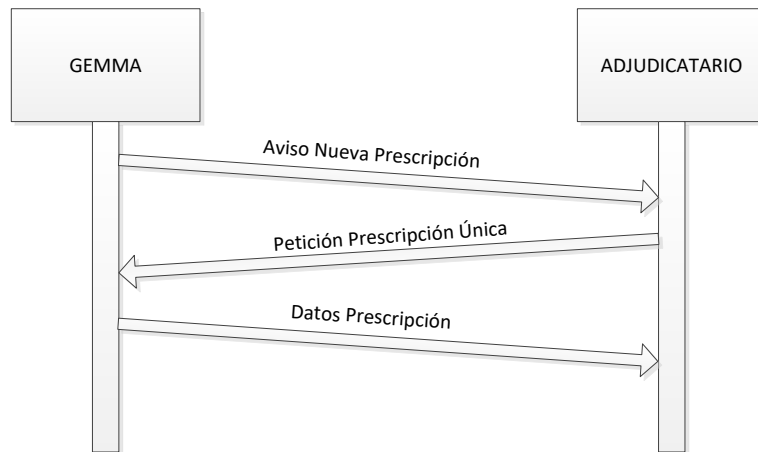 GEMMA
ADJUDICATARIO
Aviso Nueva Prescripción
Petición Prescripción Única
Datos Prescripción